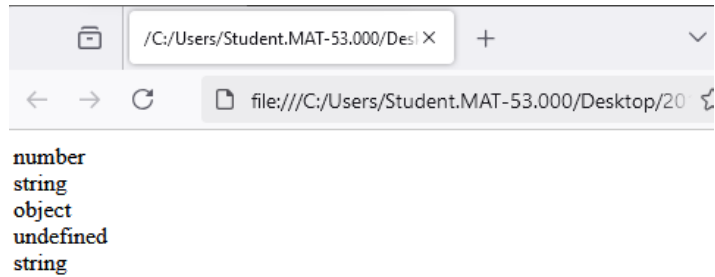 /C:/Users/Student.MAT-53.000/Des
file:///C:/Users/Student.MAT-53.000/Desktop/20
number
string
object
undefined
string